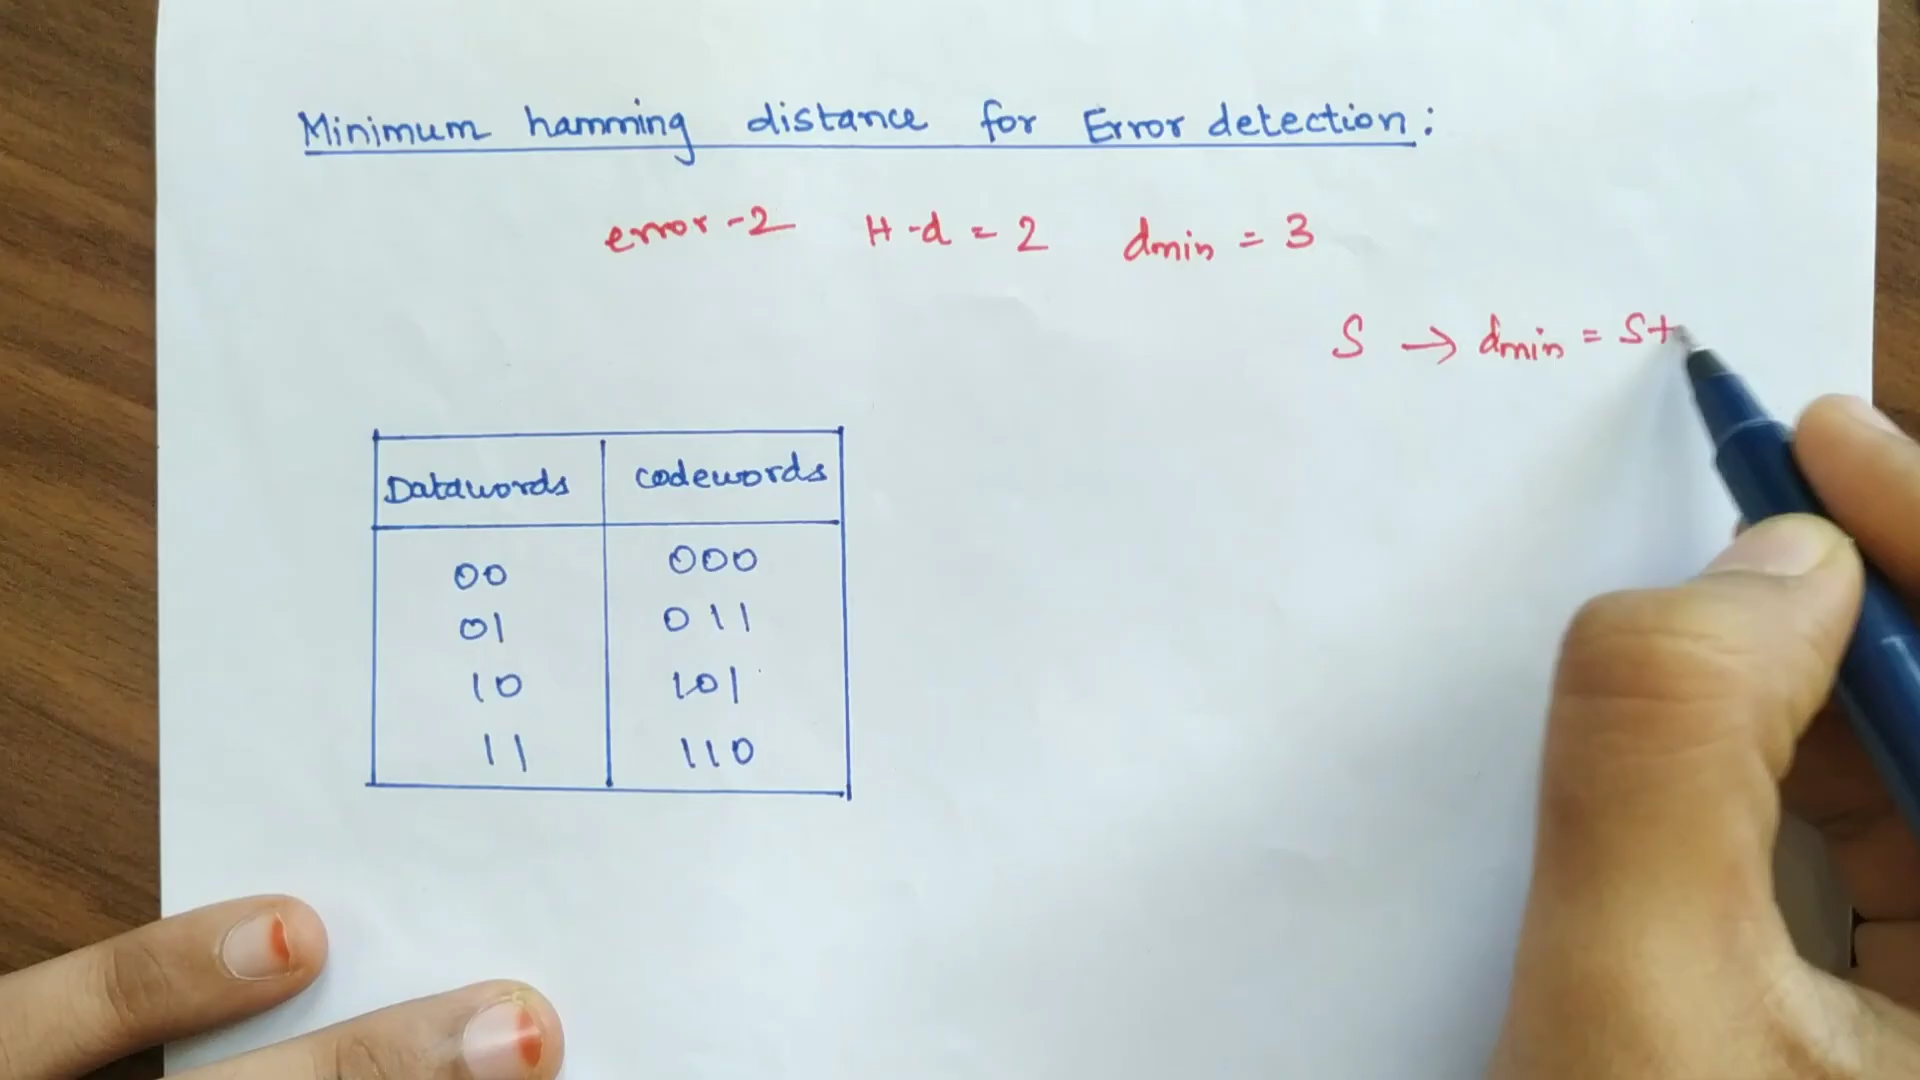 Minimum hamming distance for Error detection:
error-2 H-d = 2 dmin = 3
S → dmin = S+
Datawords codewords
00 000
01 011
10 101
11 110